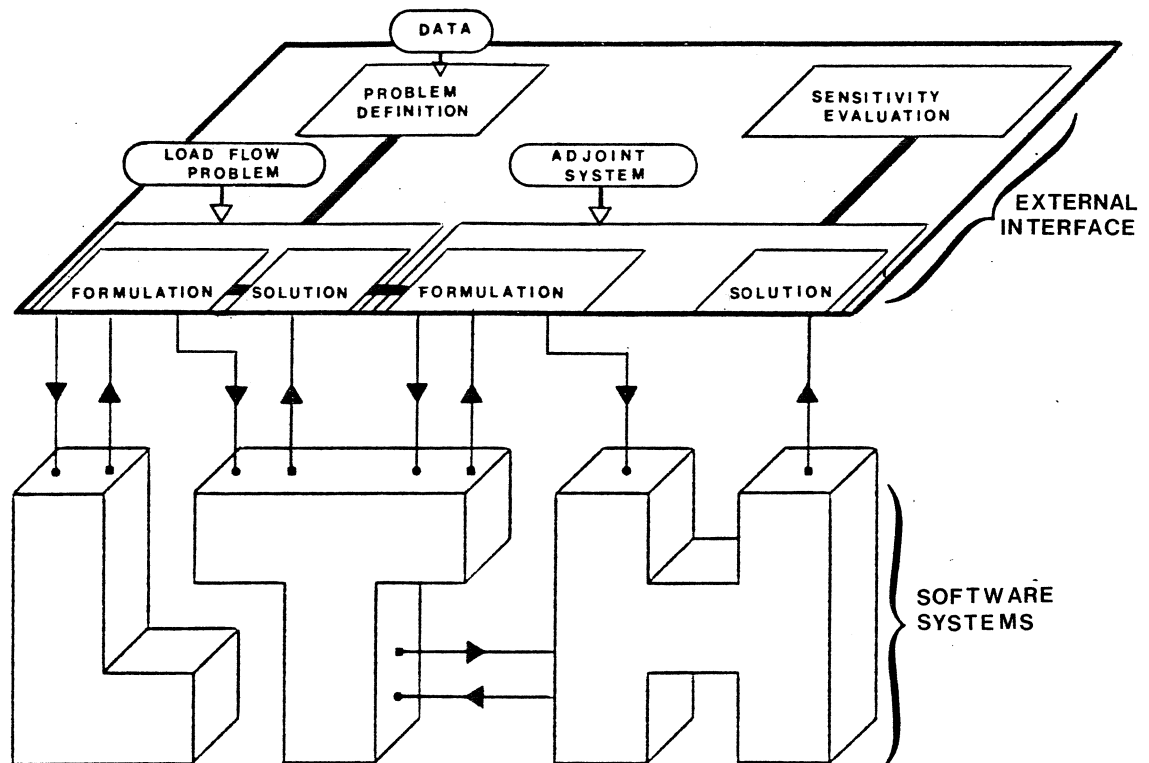 DATA
PROBLEM
DEFINITION
SENSITIVITY
EVALUATION
LOAD FLOW
PROBLEM
ADJOINT
SYSTEM
EXTERNAL
INTERFACE
FORMULATION
SOLUTION
FORMULATION
SOLUTION
L T H
SOFTWARE
SYSTEMS